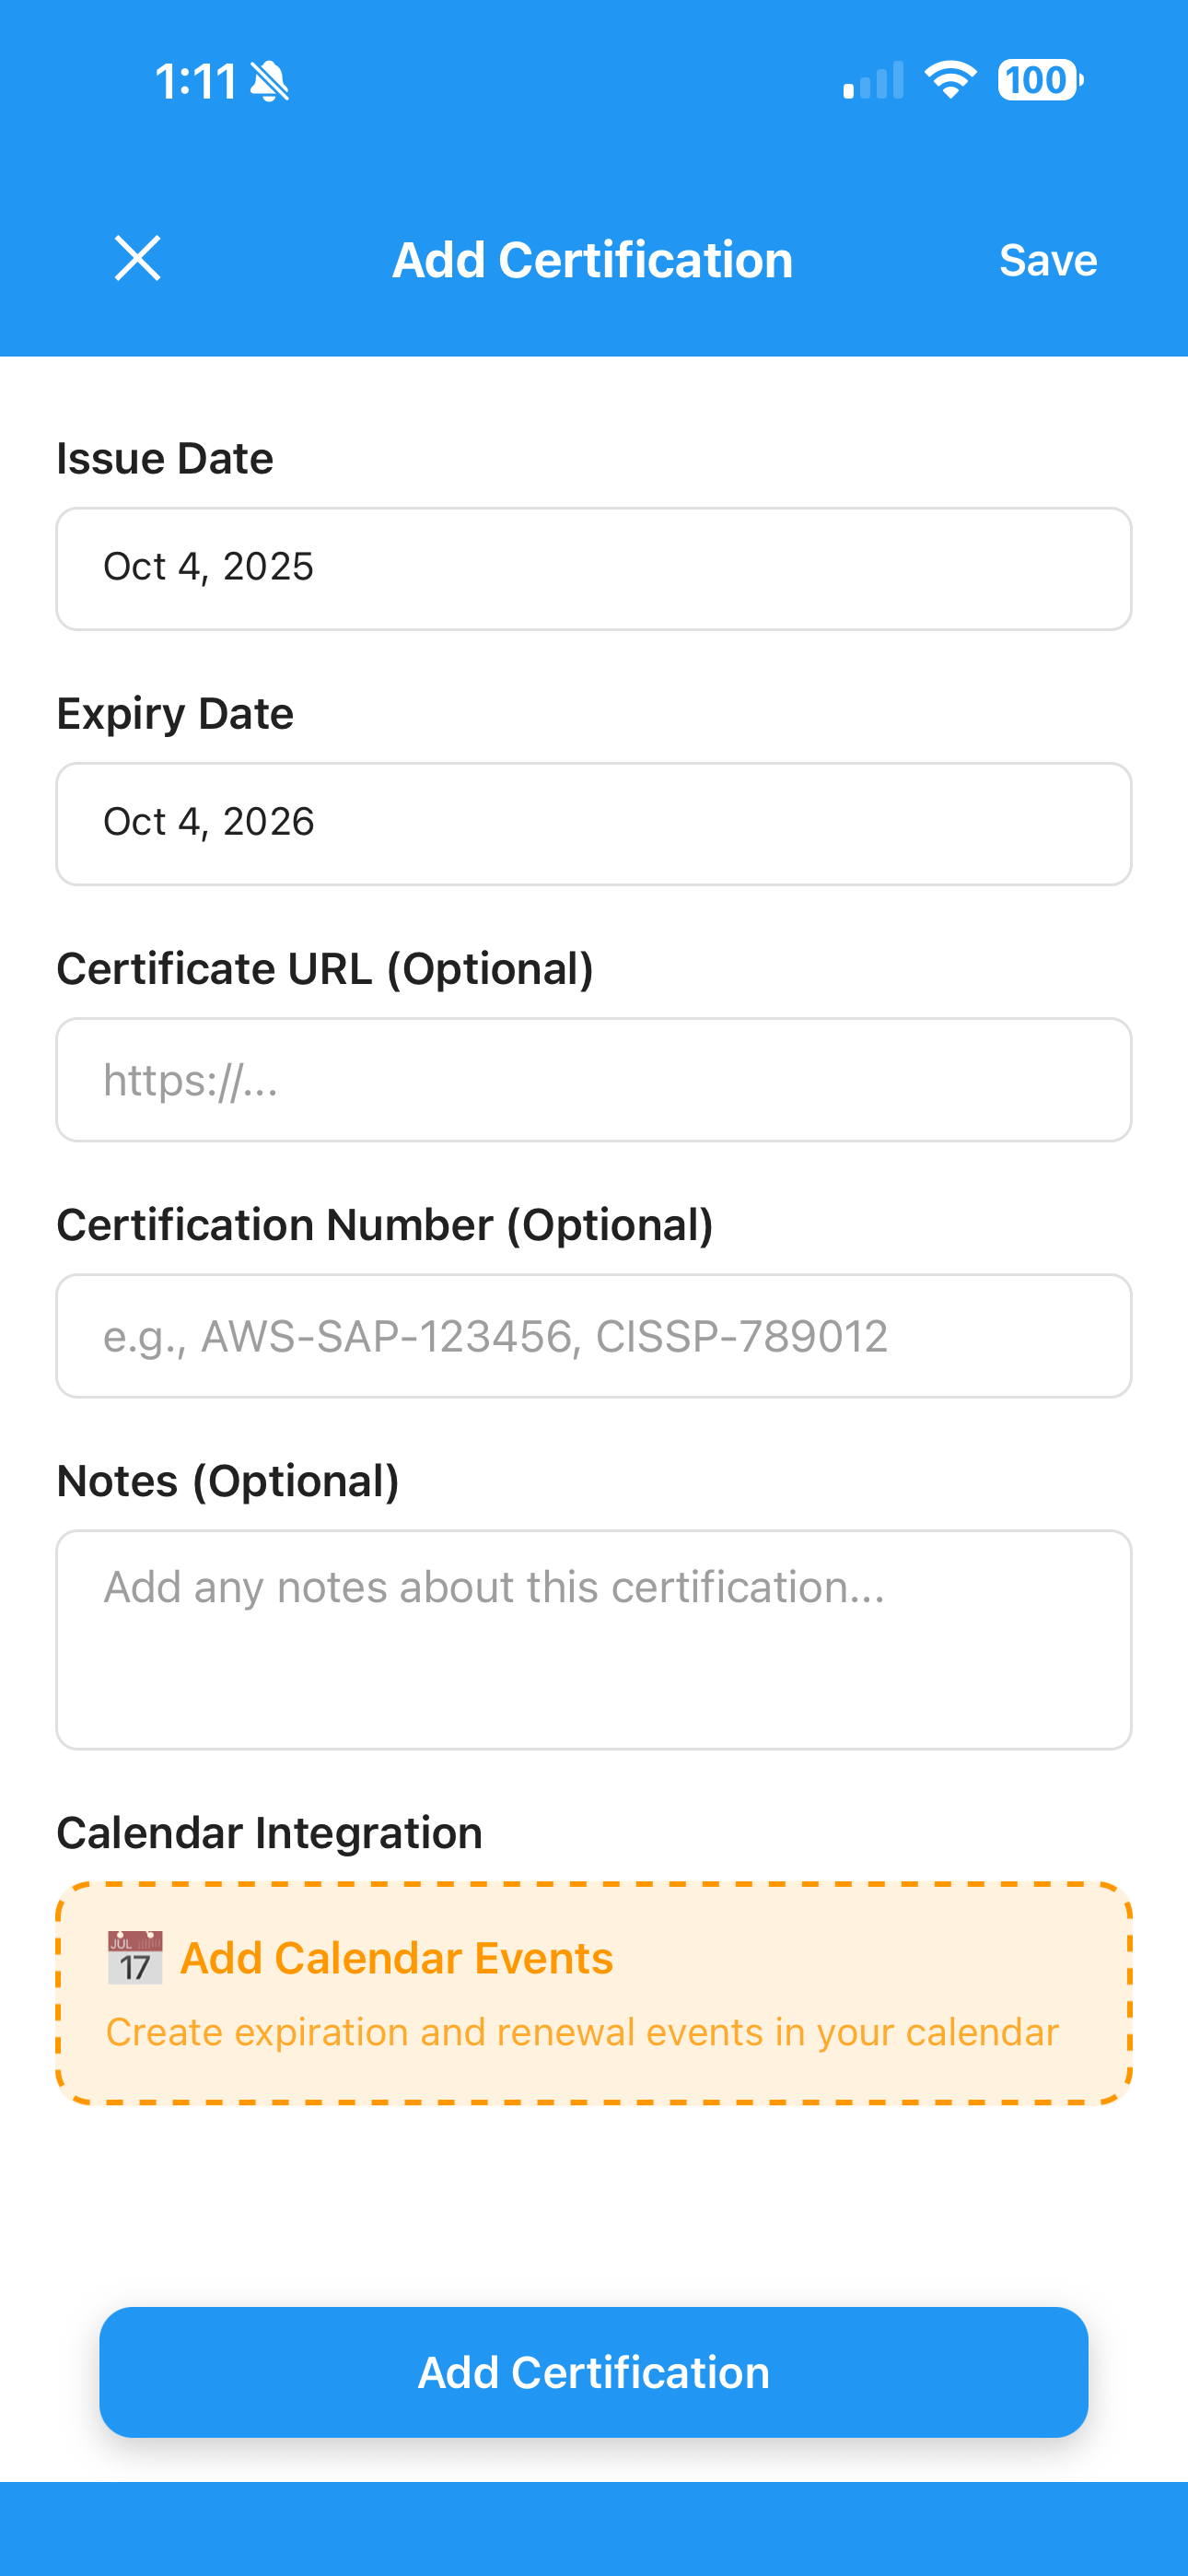 1:11
100
Add Certification
Save
Issue Date
Oct 4, 2025
Expiry Date
Oct 4, 2026
Certificate URL (Optional)
https://...
Certification Number (Optional)
e.g., AWS-SAP-123456, CISSP-789012
Notes (Optional)
Add any notes about this certification...
Calendar Integration
JUL
17
Add Calendar Events
Create expiration and renewal events in your calendar
Add Certification